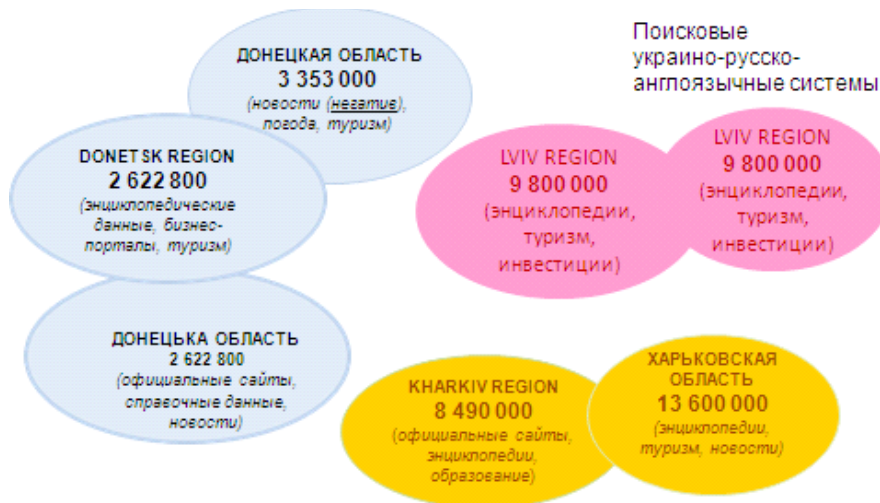 Поисковые
украино-русско-
англоязычные системы
ДОНЕЦКАЯ ОБЛАСТЬ
3 353 000
(новости (негатив),
погода, туризм)
DONETSK REGION
2 622 800
(энциклопедические
данные, бизнес-
порталы, туризм)
ДОНЕЦЬКА ОБЛАСТЬ
2 622 800
(официальные сайты,
справочные данные,
новости)
LVIV REGION
9 800 000
(энциклопедии,
туризм,
инвестиции)
LVIV REGION
9 800 000
(энциклопедии,
туризм,
инвестиции)
KHARKIV REGION
8 490 000
(официальные сайты,
энциклопедии,
образование)
ХАРЬКОВСКАЯ
ОБЛАСТЬ
13 600 000
(энциклопедии,
туризм, новости)